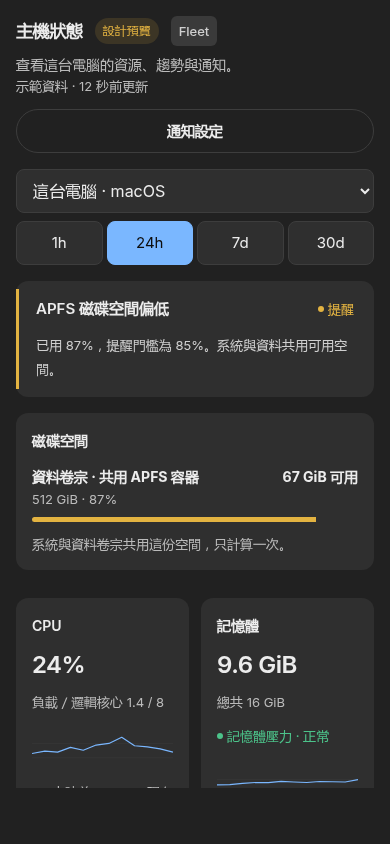 主機狀態 設計預覽 Fleet
查看這台電腦的資源、趨勢與通知。
示範資料 · 12 秒前更新
通知設定
這台電腦 · macOS
1h 24h 7d 30d
APFS 磁碟空間偏低 提醒
已用 87%，提醒門檻為 85%。系統與資料共用可用空
間。
磁碟空間
資料卷宗 · 共用 APFS 容器 67 GiB 可用
512 GiB · 87%
系統與資料卷宗共用這份空間，只計算一次。
CPU
24%
負載 / 邏輯核心 1.4 / 8
記憶體
9.6 GiB
總共 16 GiB
記憶體壓力 · 正常